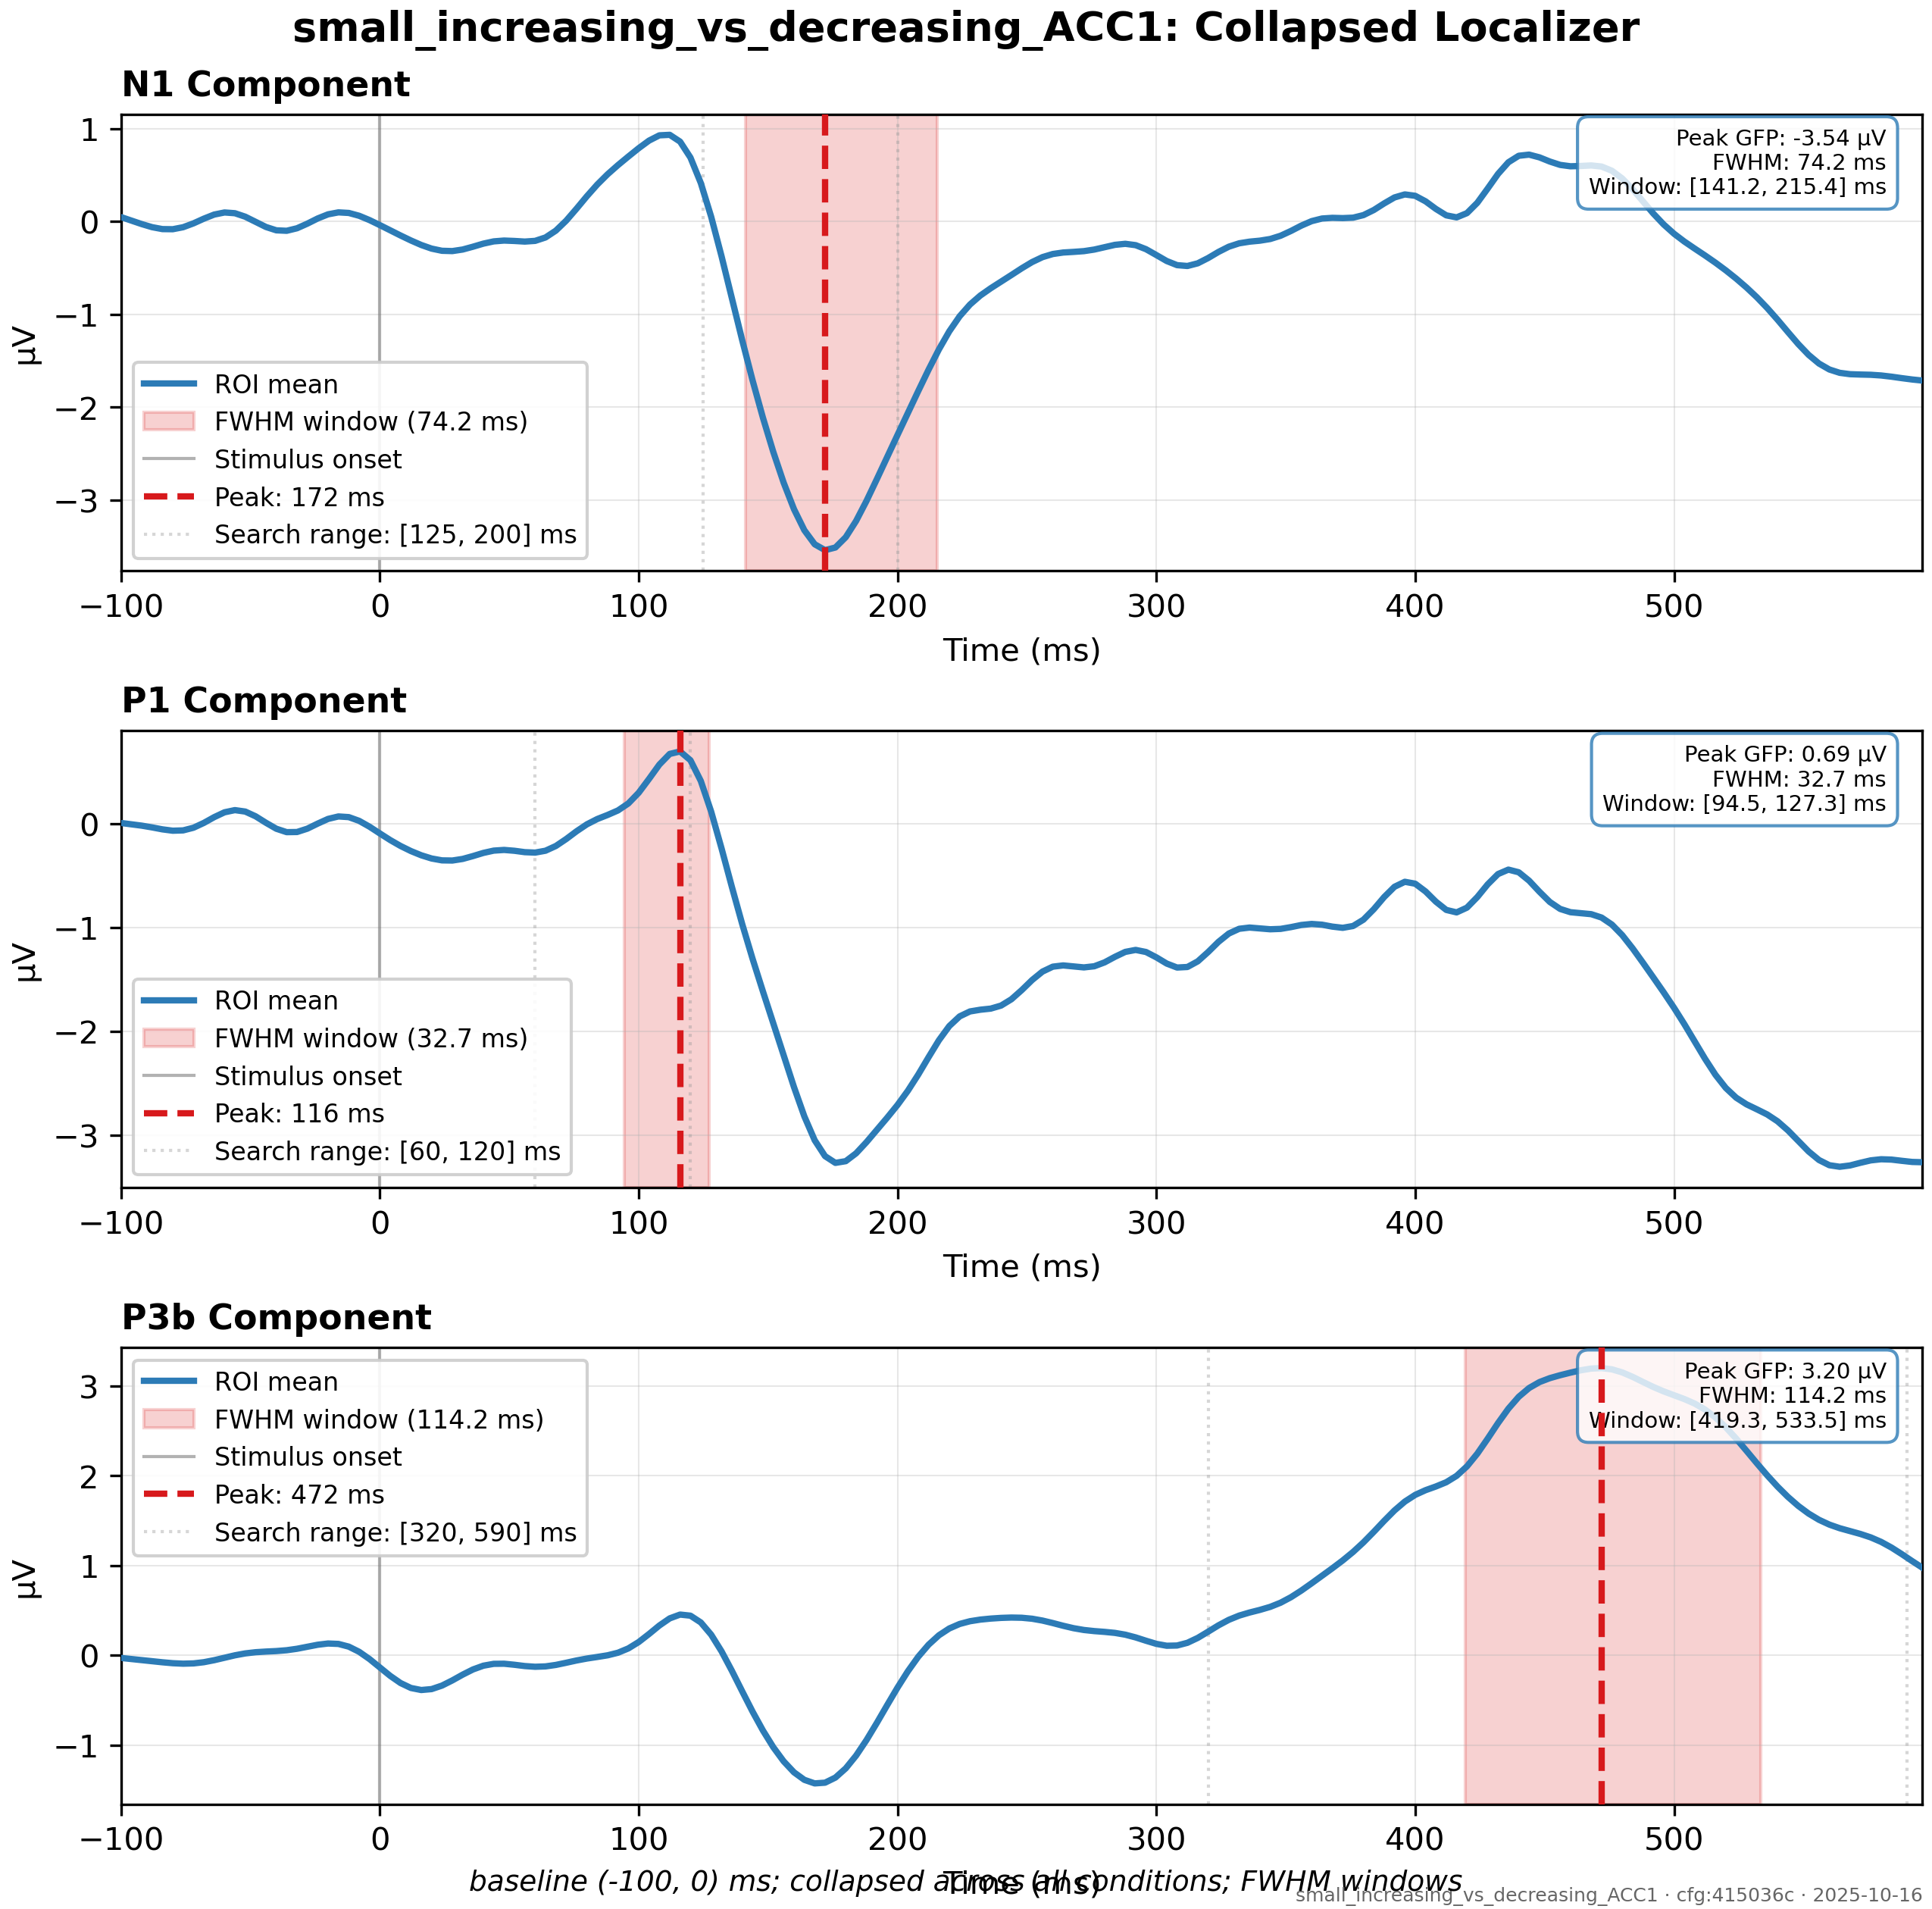 small_increasing_vs_decreasing_ACC1: Collapsed Localizer
N1 Component
Peak GFP: -3.54 µV
FWHM: 74.2 ms
Window: [141.2, 215.4] ms
1
0
−1
−2
−3
µV
ROI mean
FWHM window (74.2 ms)
Stimulus onset
Peak: 172 ms
Search range: [125, 200] ms
−100 0 100 200 300 400 500
Time (ms)
P1 Component
Peak GFP: 0.69 µV
FWHM: 32.7 ms
Window: [94.5, 127.3] ms
0
−1
−2
−3
µV
ROI mean
FWHM window (32.7 ms)
Stimulus onset
Peak: 116 ms
Search range: [60, 120] ms
−100 0 100 200 300 400 500
Time (ms)
P3b Component
Peak GFP: 3.20 µV
FWHM: 114.2 ms
Window: [419.3, 533.5] ms
3
2
1
0
−1
µV
ROI mean
FWHM window (114.2 ms)
Stimulus onset
Peak: 472 ms
Search range: [320, 590] ms
−100 0 100 200 300 400 500
Time (ms)
baseline (-100, 0) ms; collapsed across all conditions; FWHM windows
small_increasing_vs_decreasing_ACC1 · cfg:415036c · 2025-10-16